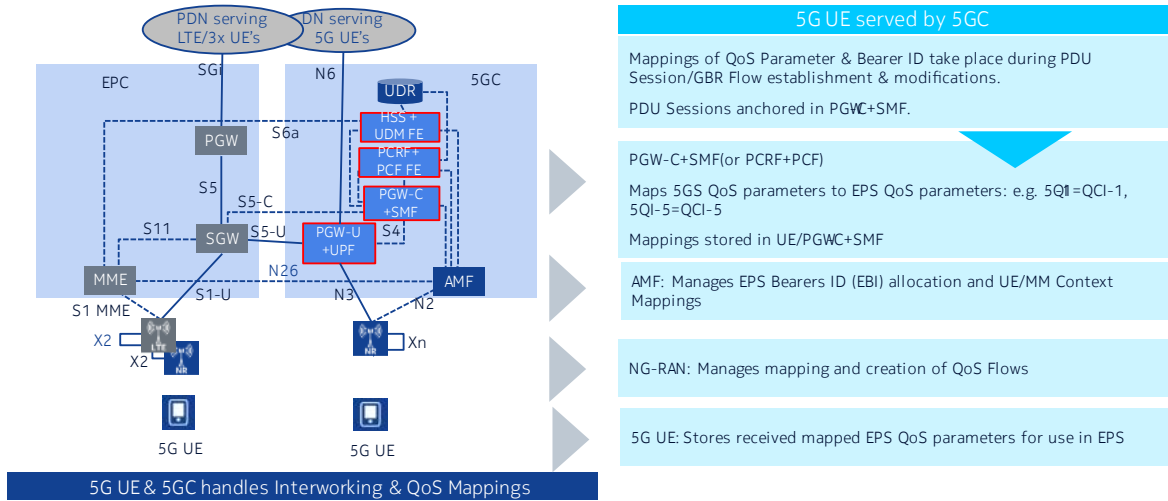 PDN serving
LTE/3x UE's
DN serving
5G UE's
SGi
N6
EPC
5GC
UDR
HSS +
UDM FE
S6a
PGW
PCRF+
PCF FE
S5
S5-C
PGW-C
+SMF
S11
SGW
S5-U
PGW-U
+UPF
S4
N26
MME
AMF
S1-U
N3
N2
S1 MME
X2
LTE
X2
NR
NR
Xn
5G UE
5G UE
5G UE & 5GC handles Interworking & QoS Mappings
5G UE served by 5GC
Mappings of QoS Parameter & Bearer ID take place during PDU
Session/GBR Flow establishment & modifications.
PDU Sessions anchored in PGW-C+SMF.
PGW-C+SMF(or PCRF+PCF)
Maps 5GS QoS parameters to EPS QoS parameters: e.g. 5QI-1=QCI-1,
5QI-5=QCI-5
Mappings stored in UE/PGW-C+SMF
AMF: Manages EPS Bearers ID (EBI) allocation and UE/MM Context
Mappings
NG-RAN: Manages mapping and creation of QoS Flows
5G UE: Stores received mapped EPS QoS parameters for use in EPS